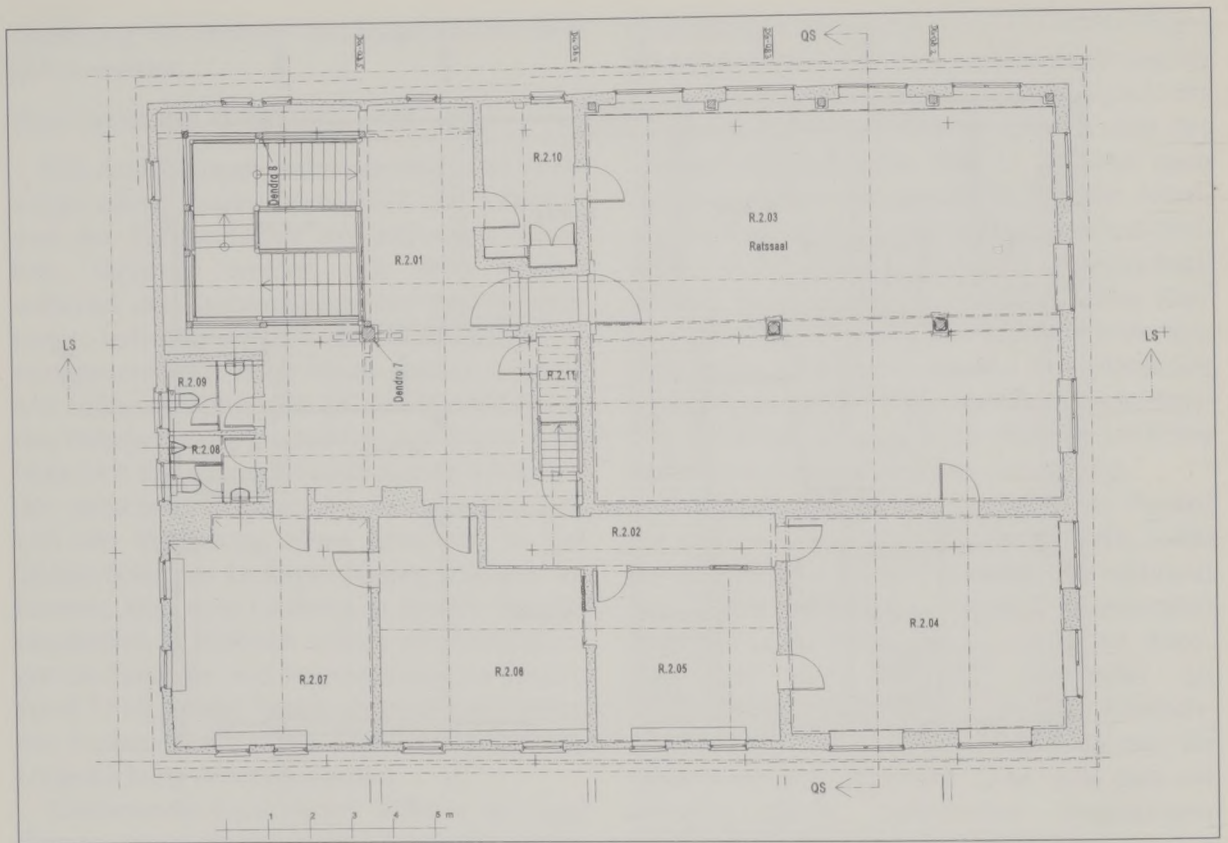 QS
R.2.10
Dendro 8
R.2.03
Ratssaal
R.2.01
LS
LS
R.2.09
R.2.11
Dendro 7
R.2.08
R.2.02
R.2.04
R.2.07
R.2.06
R.2.05
QS
1 2 3 4 5 m